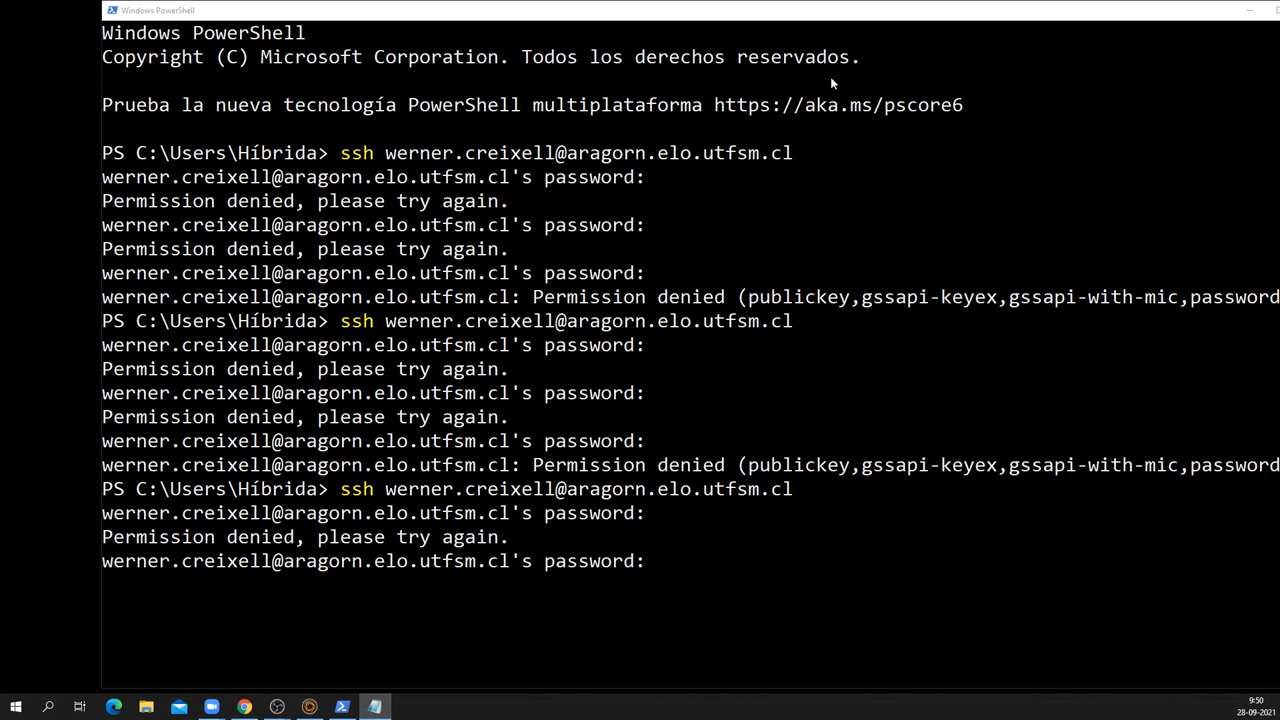 Windows PowerShell
Windows PowerShell
Copyright (C) Microsoft Corporation. Todos los derechos reservados.
Prueba la nueva tecnología PowerShell multiplataforma https://aka.ms/pscore6
PS C:\Users\Híbrida> ssh werner.creixell@aragorn.elo.utfsm.cl
werner.creixell@aragorn.elo.utfsm.cl's password:
Permission denied, please try again.
werner.creixell@aragorn.elo.utfsm.cl's password:
Permission denied, please try again.
werner.creixell@aragorn.elo.utfsm.cl's password:
werner.creixell@aragorn.elo.utfsm.cl: Permission denied (publickey,gssapi-keyex,gssapi-with-mic,password
PS C:\Users\Híbrida> ssh werner.creixell@aragorn.elo.utfsm.cl
werner.creixell@aragorn.elo.utfsm.cl's password:
Permission denied, please try again.
werner.creixell@aragorn.elo.utfsm.cl's password:
Permission denied, please try again.
werner.creixell@aragorn.elo.utfsm.cl's password:
werner.creixell@aragorn.elo.utfsm.cl: Permission denied (publickey,gssapi-keyex,gssapi-with-mic,password
PS C:\Users\Híbrida> ssh werner.creixell@aragorn.elo.utfsm.cl
werner.creixell@aragorn.elo.utfsm.cl's password:
Permission denied, please try again.
werner.creixell@aragorn.elo.utfsm.cl's password:
9:50
28-09-2021